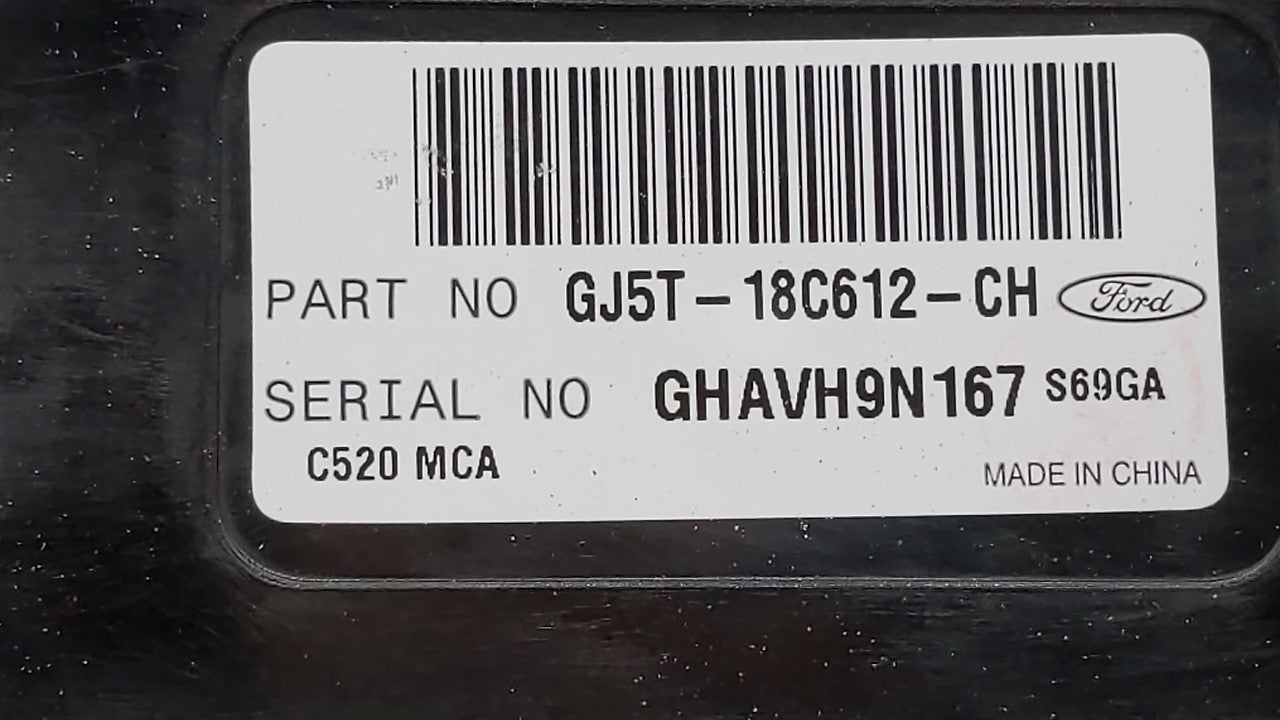 PART NO GJ5T-18C612-CH Ford
SERIAL NO GHAVH9N167 S69GA
C520 MCA
MADE IN CHINA